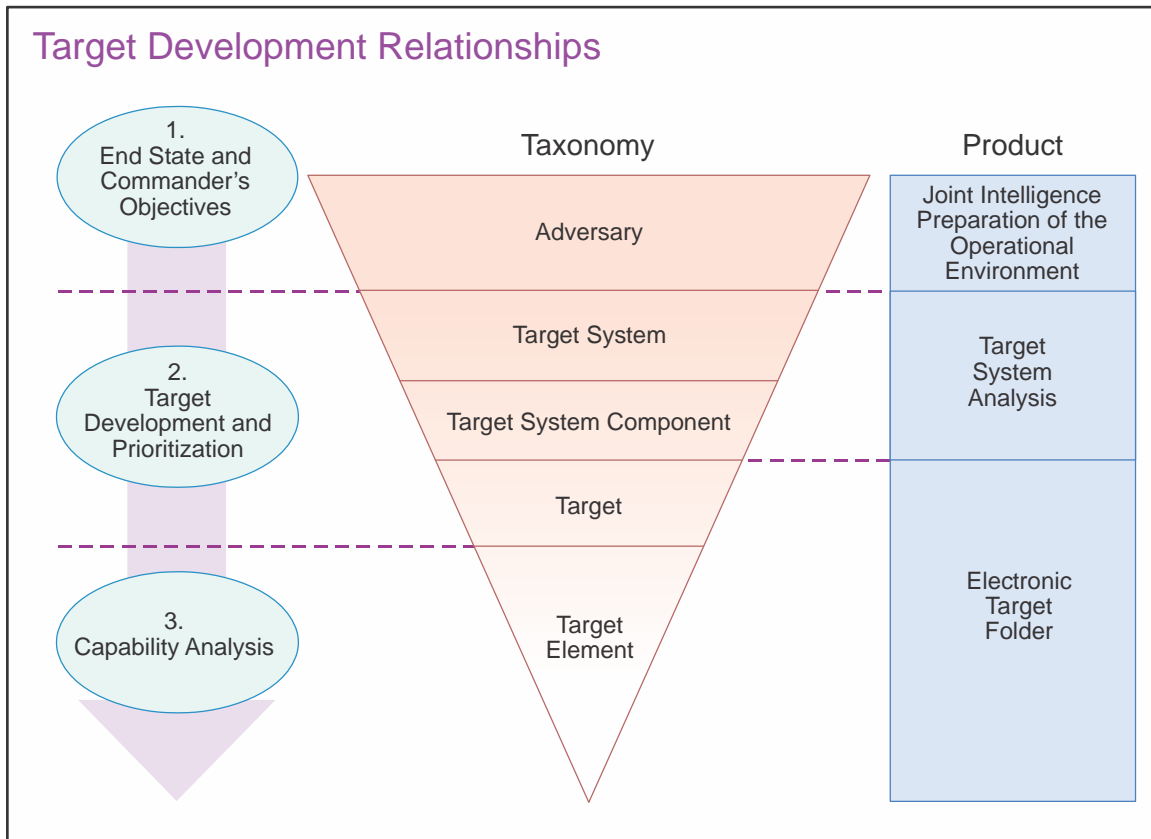 Target Development Relationships
1.
End State and
Commander’s
Objectives
2.
Target
Development and
Prioritization
3.
Capability Analysis
Taxonomy
Adversary
Target System
Target System Component
Target
Target
Element
Product
Joint Intelligence
Preparation of the
Operational
Environment
Target
System
Analysis
Electronic
Target
Folder